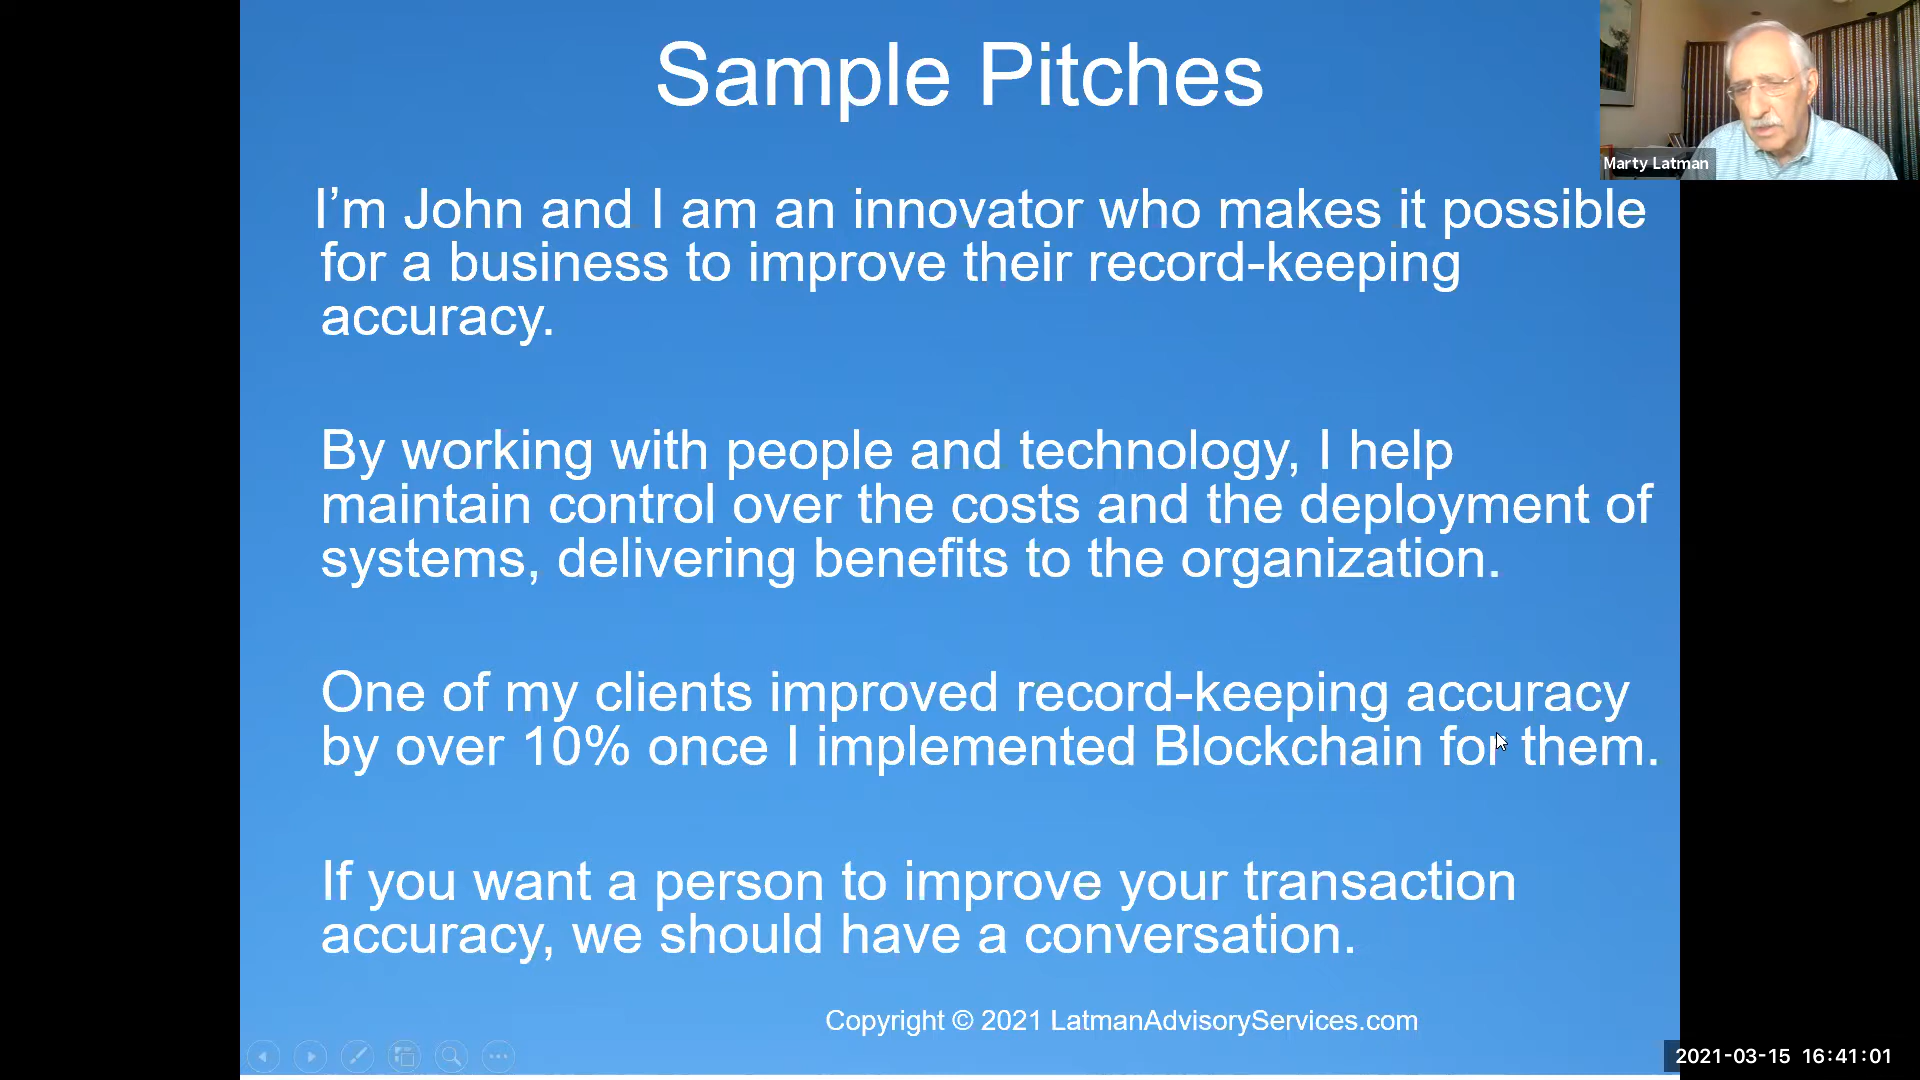 Sample Pitches
Marty Latman
I’m John and I am an innovator who makes it possible
for a business to improve their record-keeping
accuracy.
By working with people and technology, I help
maintain control over the costs and the deployment of
systems, delivering benefits to the organization.
One of my clients improved record-keeping accuracy
by over 10% once I implemented Blockchain for them.
If you want a person to improve your transaction
accuracy, we should have a conversation.
Copyright © 2021 LatmanAdvisoryServices.com
2021-03-15 16:41:01